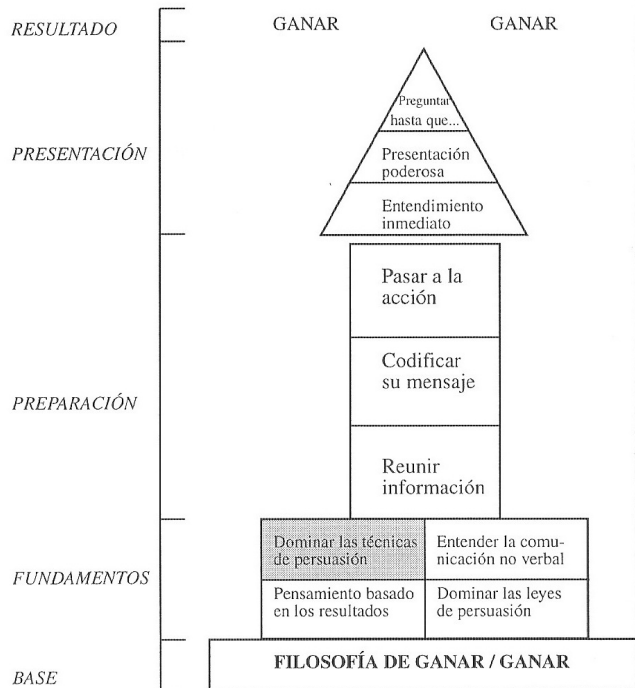 RESULTADO
GANAR GANAR
Preguntar
hasta que...
PRESENTACIÓN
Presentación
poderosa
Entendimiento
inmediato
Pasar a la
acción
Codificar
su mensaje
PREPARACIÓN
Reunir
información
Dominar las técnicas
de persuasión
Entender la comu-
nicación no verbal
FUNDAMENTOS
Pensamiento basado
en los resultados
Dominar las leyes
de persuasión
FILOSOFÍA DE GANAR / GANAR
BASE